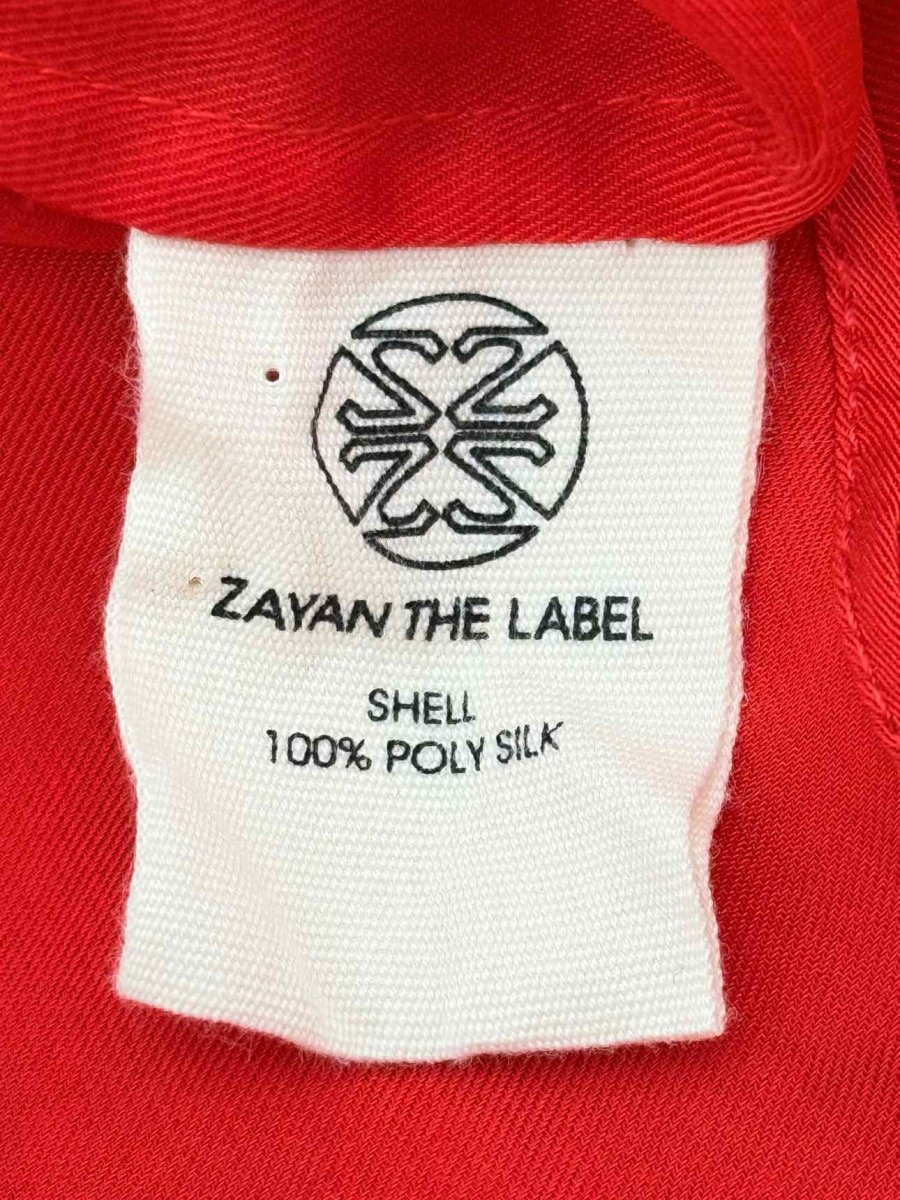 ZAYAN THE LABEL
SHELL
100% POLY SILK